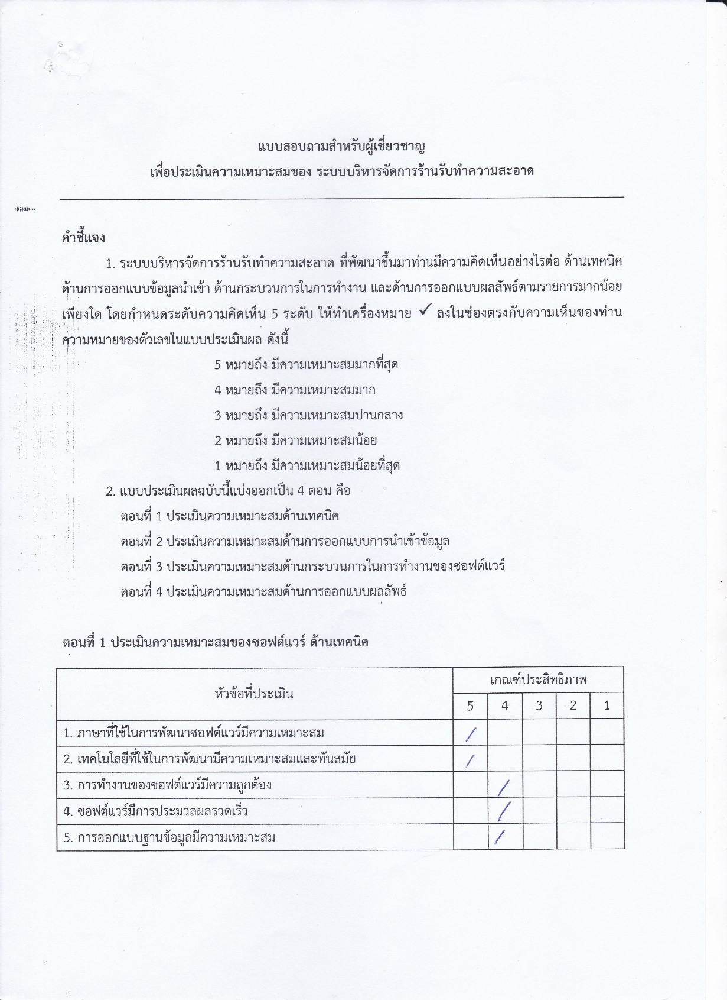 แบบสอบถามสำหรับผู้เชี่ยวชาญ
เพื่อประเมินความเหมาะสมของ ระบบบริหารจัดการร้านรับทำความสะอาด
คำชี้แจง
1. ระบบบริหารจัดการร้านรับทำความสะอาด ที่พัฒนาขึ้นมาท่านมีความคิดเห็นอย่างไรต่อ ด้านเทคนิค
ด้านการออกแบบข้อมูลนำเข้า ด้านกระบวนการในการทำงาน และด้านการออกแบบผลลัพธ์ตามรายการมากน้อย
เพียงใด โดยกำหนดระดับความคิดเห็น 5 ระดับ ให้ทำเครื่องหมาย ✓ ลงในช่องตรงกับความเห็นของท่าน
ความหมายของตัวเลขในแบบประเมินผล ดังนี้
5 หมายถึง มีความเหมาะสมมากที่สุด
4 หมายถึง มีความเหมาะสมมาก
3 หมายถึง มีความเหมาะสมปานกลาง
2 หมายถึง มีความเหมาะสมน้อย
1 หมายถึง มีความเหมาะสมน้อยที่สุด
2. แบบประเมินผลฉบับนี้แบ่งออกเป็น 4 ตอน คือ
ตอนที่ 1 ประเมินความเหมาะสมด้านเทคนิค
ตอนที่ 2 ประเมินความเหมาะสมด้านการออกแบบการนำเข้าข้อมูล
ตอนที่ 3 ประเมินความเหมาะสมด้านกระบวนการในการทำงานของซอฟต์แวร์
ตอนที่ 4 ประเมินความเหมาะสมด้านการออกแบบผลลัพธ์
ตอนที่ 1 ประเมินความเหมาะสมของซอฟต์แวร์ ด้านเทคนิค
หัวข้อที่ประเมิน เกณฑ์ประสิทธิภาพ
5 4 3 2 1
1. ภาษาที่ใช้ในการพัฒนาซอฟต์แวร์มีความเหมาะสม /
2. เทคโนโลยีที่ใช้ในการพัฒนามีความเหมาะสมและทันสมัย /
3. การทำงานของซอฟต์แวร์มีความถูกต้อง /
4. ซอฟต์แวร์มีการประมวลผลรวดเร็ว /
5. การออกแบบฐานข้อมูลมีความเหมาะสม /